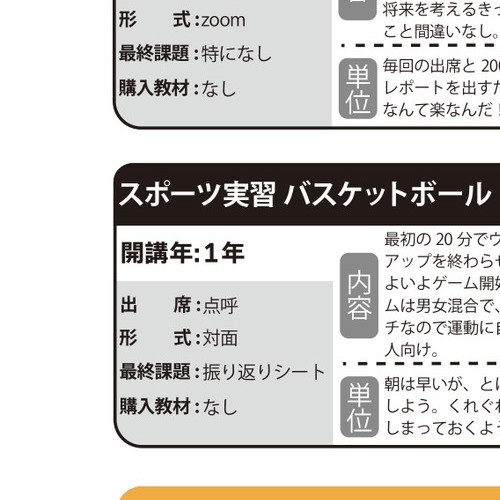 形　式:zoom
最終課題:特になし
購入教材:なし
将来を考えるき
こと間違いなし。
単位
毎回の出席と 20
レポートを出す
なんて楽なんだ！
スポーツ実習 バスケットボール
開講年:1年
出　席:点呼
形　式:対面
最終課題:振り返りシート
購入教材:なし
内容
最初の 20 分で
アップを終わら
よいよゲーム開
ムは男女混合で、
チなので運動に
人向け。
単位
朝は早いが、と
しよう。くれぐ
しまっておくよ